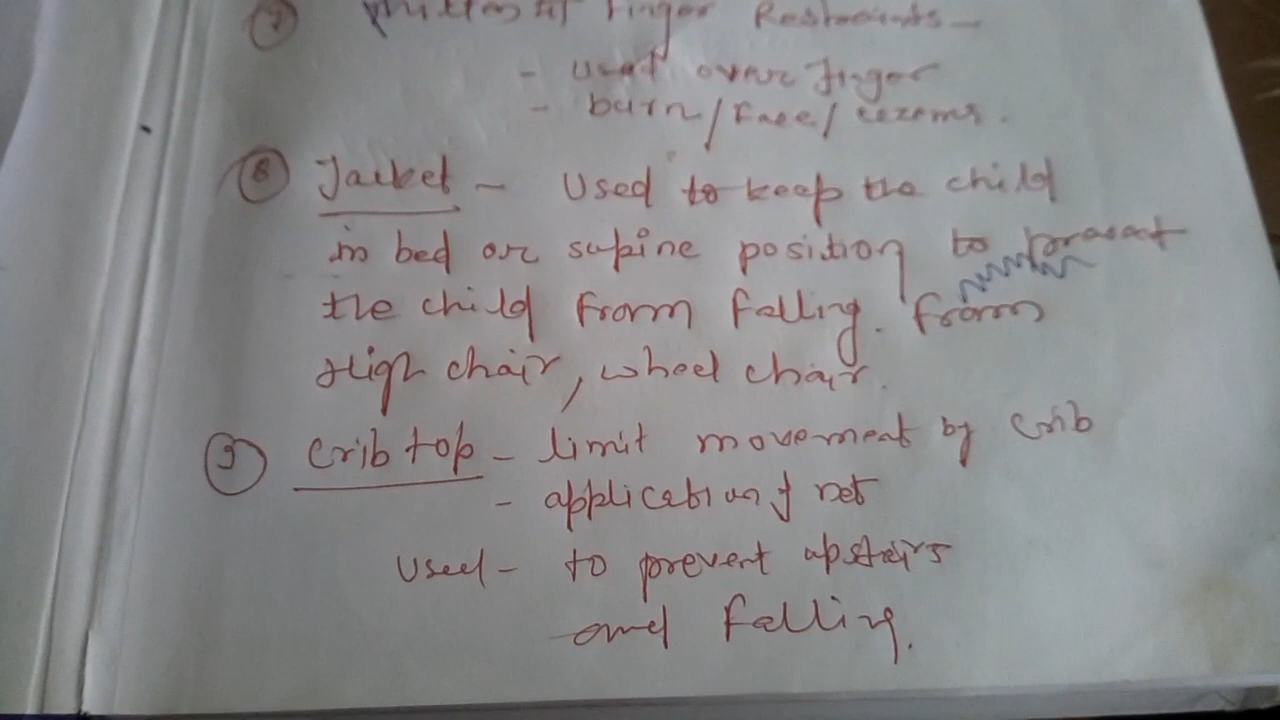 ⑦ finger Restraints -
- used over finger
- burn/face/eczema.
⑧ Jacket - Used to keep the child
in bed or supine position to prevent
the child from falling. from
High chair, wheel chair.
⑨ Crib top - limit movement by crib
- application of net
Used - to prevent upstairs
and falling.